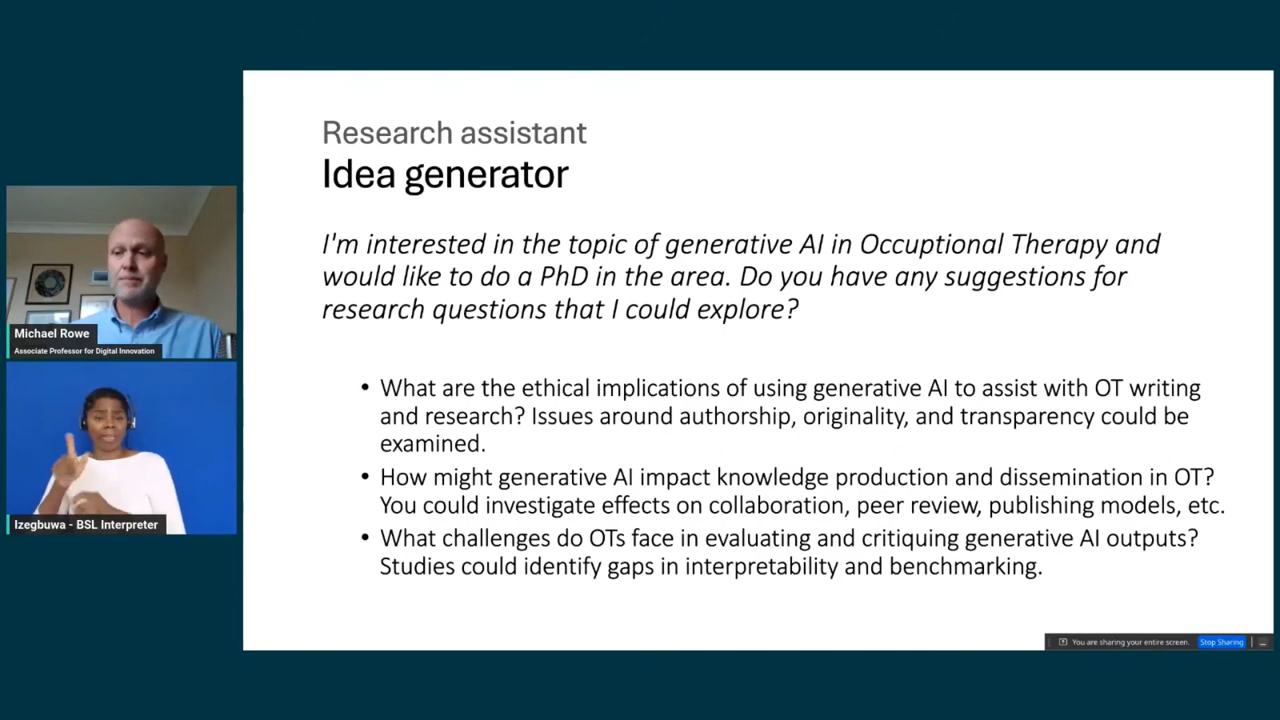 Research assistant
Idea generator
I'm interested in the topic of generative AI in Occuptional Therapy and
would like to do a PhD in the area. Do you have any suggestions for
research questions that I could explore?
• What are the ethical implications of using generative AI to assist with OT writing
and research? Issues around authorship, originality, and transparency could be
examined.
• How might generative AI impact knowledge production and dissemination in OT?
You could investigate effects on collaboration, peer review, publishing models, etc.
• What challenges do OTs face in evaluating and critiquing generative AI outputs?
Studies could identify gaps in interpretability and benchmarking.
Michael Rowe
Associate Professor for Digital Innovation
Izegbuwa - BSL Interpreter
You are sharing your entire screen.
Stop Sharing